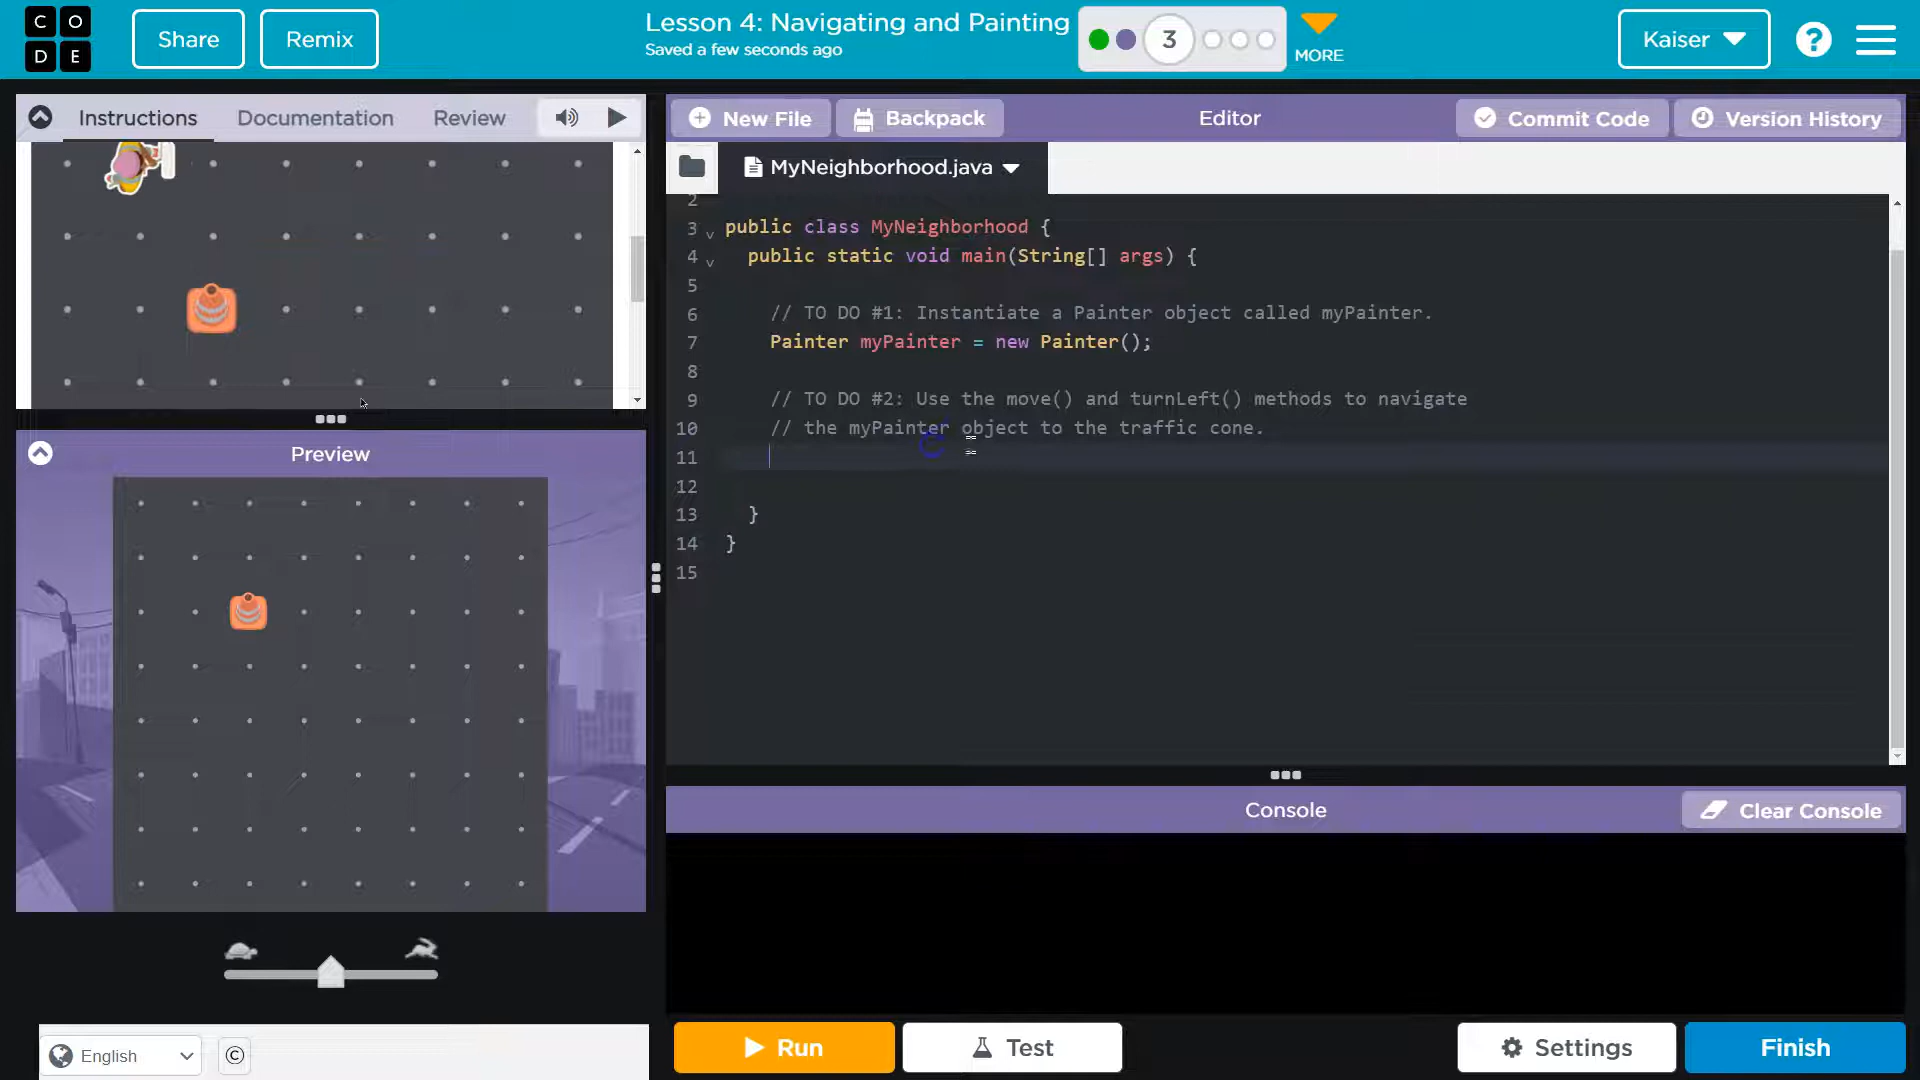 C O
D E
Share
Remix
Lesson 4: Navigating and Painting
Saved a few seconds ago
3
MORE
Kaiser
?
Instructions
Documentation
Review
New File
Backpack
Editor
Commit Code
Version History
MyNeighborhood.java
2
3 public class MyNeighborhood {
4 public static void main(String[] args) {
5
6 // TO DO #1: Instantiate a Painter object called myPainter.
7 Painter myPainter = new Painter();
8
9 // TO DO #2: Use the move() and turnLeft() methods to navigate
10 // the myPainter object to the traffic cone.
11
12
13 }
14 }
15
Preview
Console
Clear Console
English
©
Run
Test
Settings
Finish